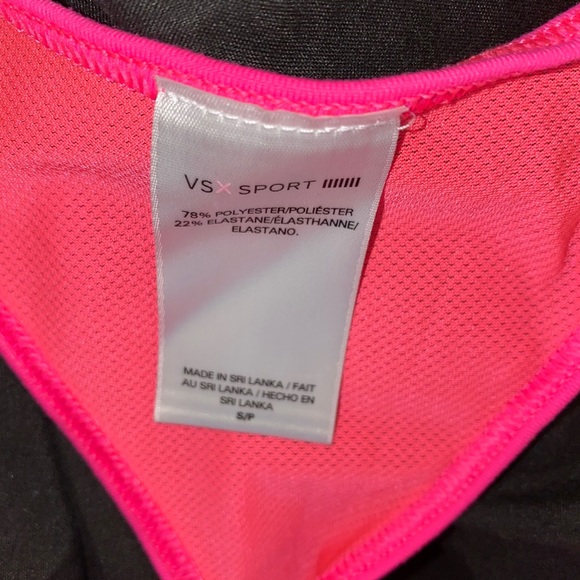 VSX SPORT
78% POLYESTER/POLIÉSTER
22% ELASTANE/ÉLASTHANNE/
ELASTANO.
MADE IN SRI LANKA / FAIT
AU SRI LANKA / HECHO EN
SRI LANKA
S/P